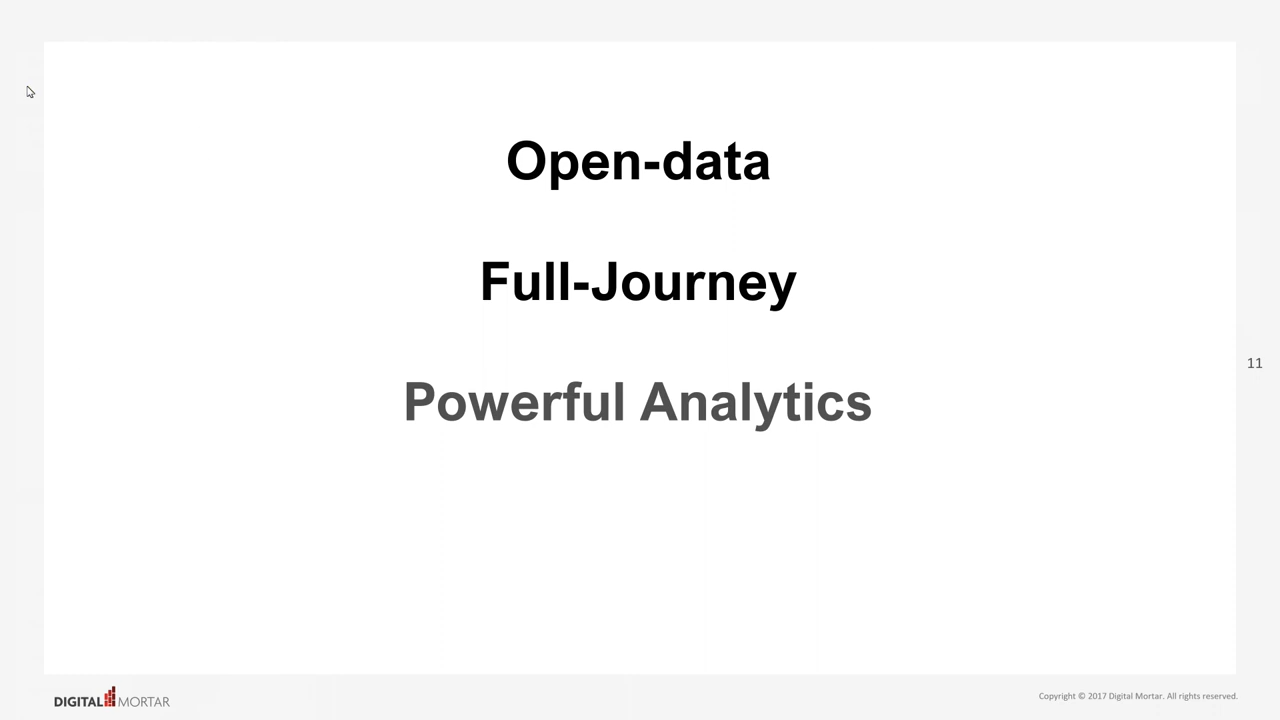 Open-data
Full-Journey
Powerful Analytics
11
DIGITAL MORTAR
Copyright © 2017 Digital Mortar. All rights reserved.